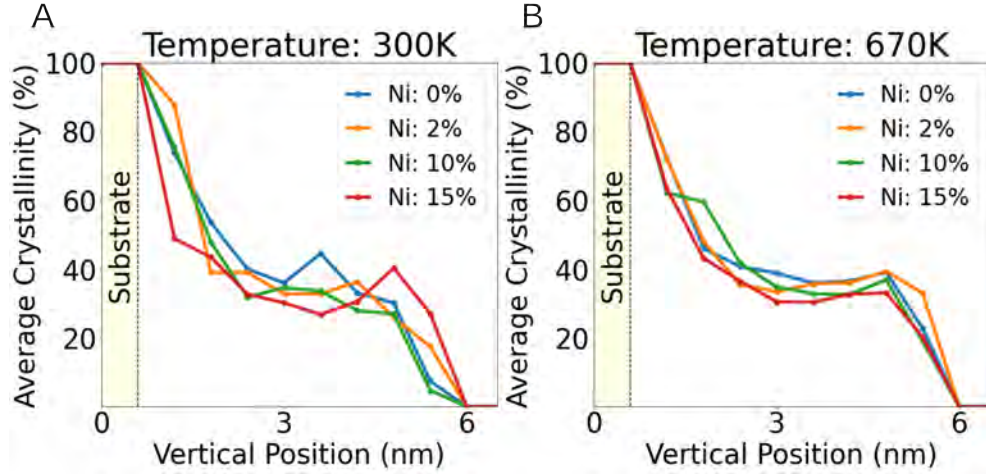 A
Temperature: 300K
Average Crystallinity (%)
100
80
60
40
20
0
3
6
Substrate
Ni: 0%
Ni: 2%
Ni: 10%
Ni: 15%
Vertical Position (nm)
B
Temperature: 670K
Average Crystallinity (%)
100
80
60
40
20
0
3
6
Substrate
Ni: 0%
Ni: 2%
Ni: 10%
Ni: 15%
Vertical Position (nm)